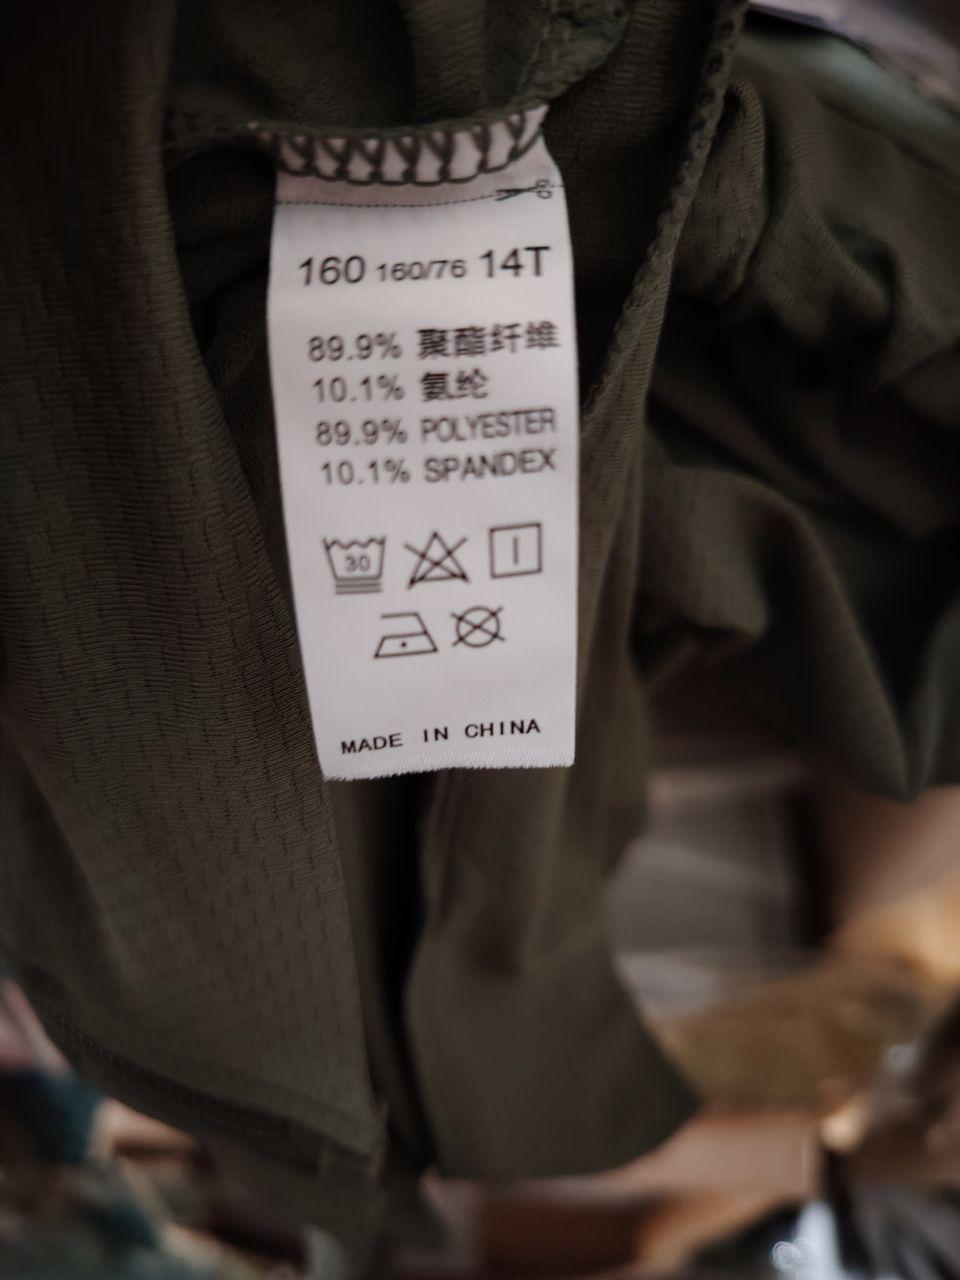 160 160/76 14T
89.9% 聚酯纤维
10.1% 氨纶
89.9% POLYESTER
10.1% SPANDEX
30
MADE IN CHINA